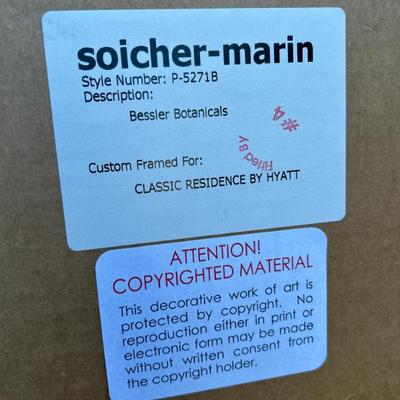 soicher-marin
Style Number: P-5271B
Description:
Bessler Botanicals
Fitted By
#4
Custom Framed For:
CLASSIC RESIDENCE BY HYATT
ATTENTION!
COPYRIGHTED MATERIAL
This decorative work of art is
protected by copyright. No
reproduction either in print or
electronic form may be made
without written consent from
the copyright holder.